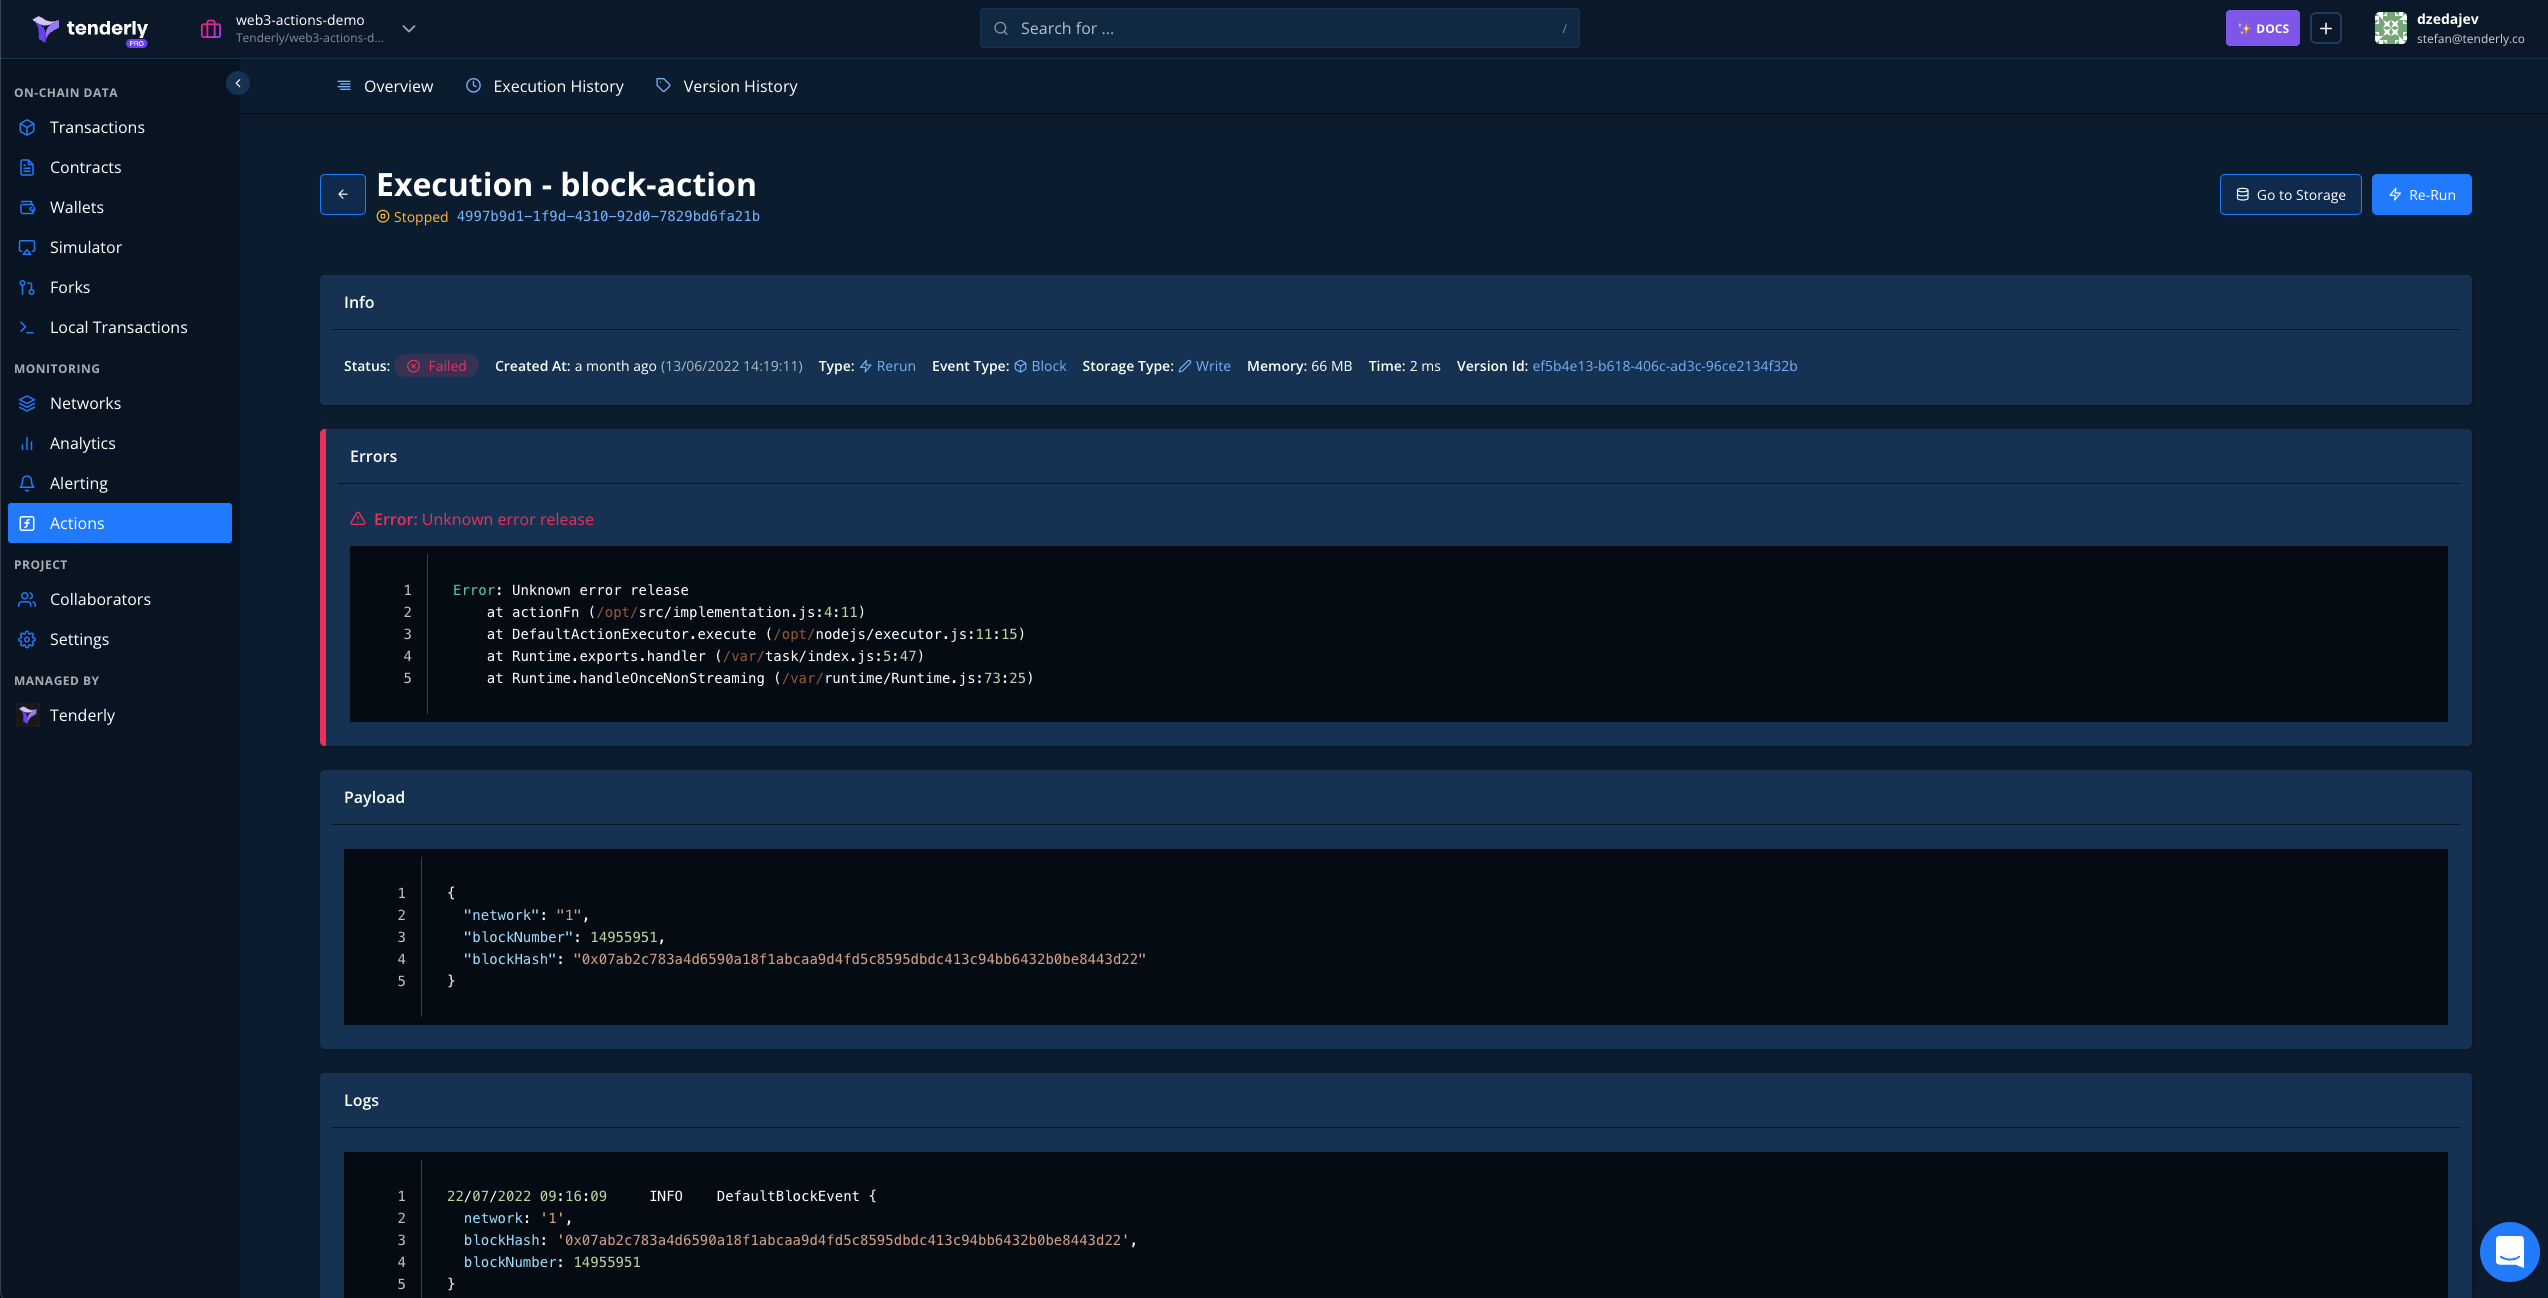 tenderly
PRO
web3-actions-demo
Tenderly/web3-actions-d...
Search for ...
/
DOCS
dzedajev
stefan@tenderly.co
ON-CHAIN DATA
Transactions
Contracts
Wallets
Simulator
Forks
Local Transactions
MONITORING
Networks
Analytics
Alerting
Actions
PROJECT
Collaborators
Settings
MANAGED BY
Tenderly
Overview
Execution History
Version History
Execution - block-action
Stopped 4997b9d1-1f9d-4310-92d0-7829bd6fa21b
Go to Storage
Re-Run
Info
Status: Failed Created At: a month ago (13/06/2022 14:19:11) Type: Rerun Event Type: Block Storage Type: Write Memory: 66 MB Time: 2 ms Version Id: ef5b4e13-b618-406c-ad3c-96ce2134f32b
Errors
Error: Unknown error release
1 Error: Unknown error release
2 at actionFn (/opt/src/implementation.js:4:11)
3 at DefaultActionExecutor.execute (/opt/nodejs/executor.js:11:15)
4 at Runtime.exports.handler (/var/task/index.js:5:47)
5 at Runtime.handleOnceNonStreaming (/var/runtime/Runtime.js:73:25)
Payload
1 {
2 "network": "1",
3 "blockNumber": 14955951,
4 "blockHash": "0x07ab2c783a4d6590a18f1abcaa9d4fd5c8595dbdc413c94bb6432b0be8443d22"
5 }
Logs
1 22/07/2022 09:16:09 INFO DefaultBlockEvent {
2 network: '1',
3 blockHash: '0x07ab2c783a4d6590a18f1abcaa9d4fd5c8595dbdc413c94bb6432b0be8443d22',
4 blockNumber: 14955951
5 }